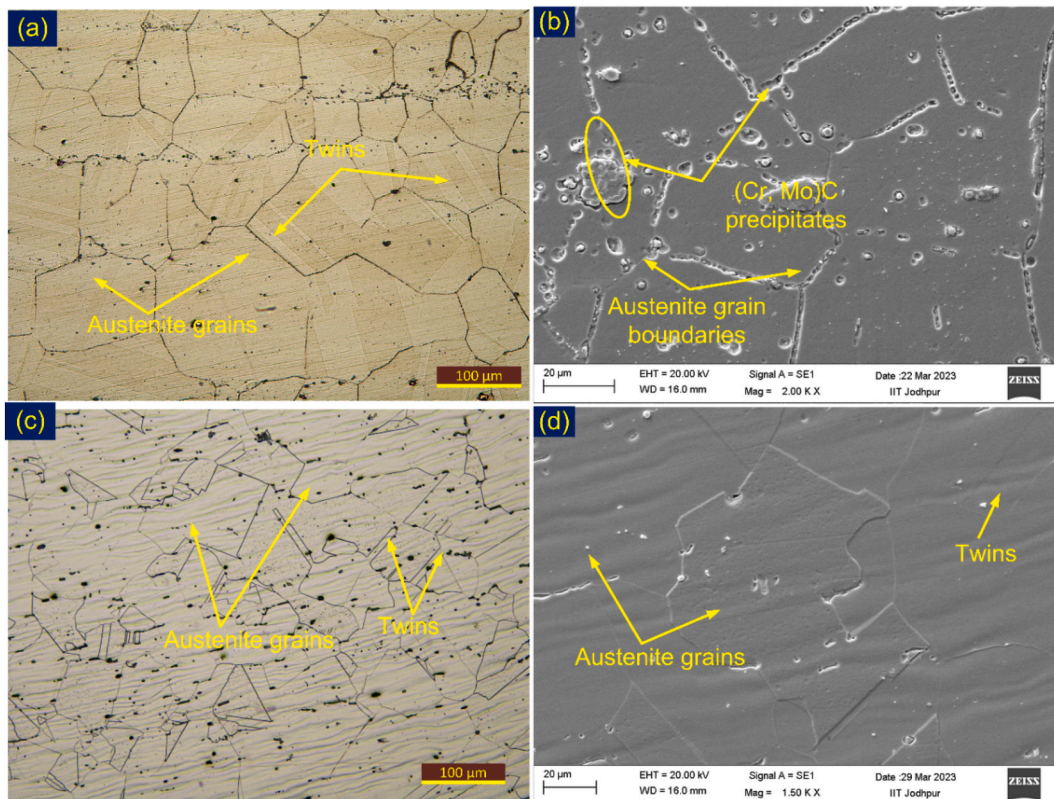 (a)
Twins
Austenite grains
100 µm
(b)
(Cr, Mo)C
precipitates
Austenite grain
boundaries
20 µm
EHT = 20.00 kV
Signal A = SE1
Date :22 Mar 2023
WD = 16.0 mm
Mag = 2.00 K X
IIT Jodhpur
ZEISS
(c)
Austenite grains
Twins
100 µm
(d)
Twins
Austenite grains
20 µm
EHT = 20.00 kV
Signal A = SE1
Date :29 Mar 2023
WD = 16.0 mm
Mag = 1.50 K X
IIT Jodhpur
ZEISS